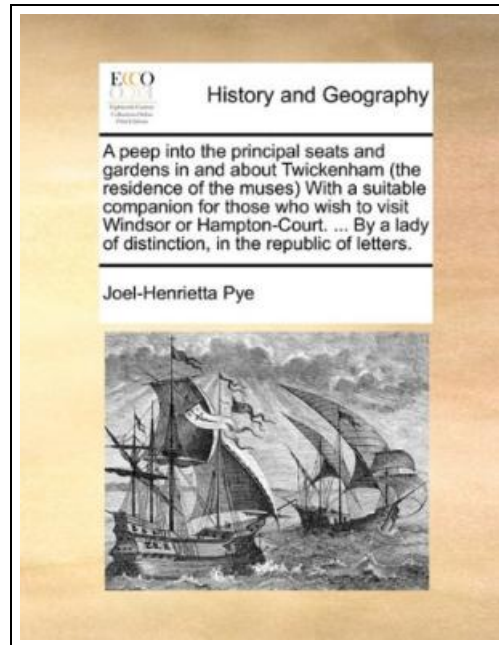 ECCO
History and Geography
A peep into the principal seats and
gardens in and about Twickenham (the
residence of the muses) With a suitable
companion for those who wish to visit
Windsor or Hampton-Court. ... By a lady
of distinction, in the republic of letters.
Joel-Henrietta Pye